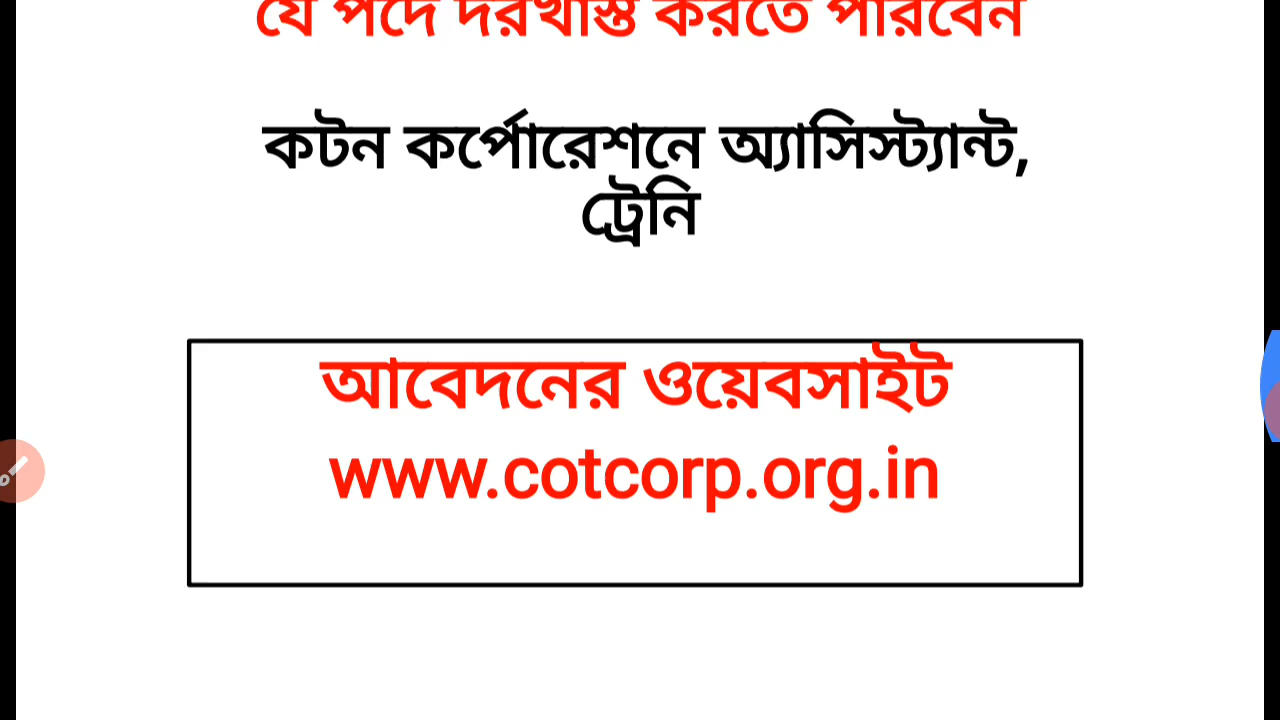 যে পদে দরখাস্ত করতে পারবেন
কটন কর্পোরেশনে অ্যাসিস্ট্যান্ট,
ট্রেনি
আবেদনের ওয়েবসাইট
www.cotcorp.org.in